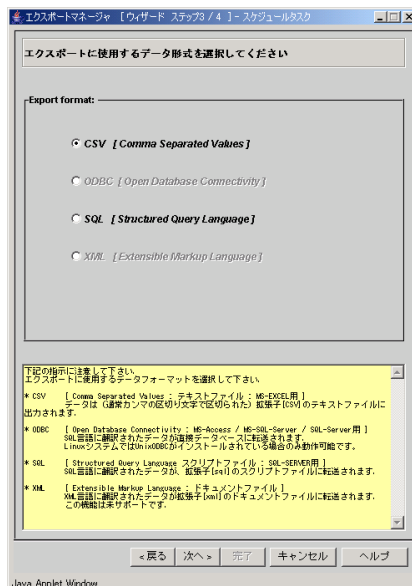 エクスポートマネージャ [ウィザード ステップ3 / 4 ] - スケジュールタスク
エクスポートに使用するデータ形式を選択してください
Export format:
CSV [ Comma Separated Values ]
ODBC [ Open Database Connectivity ]
SQL [ Structured Query Language ]
XML [ Extensible Markup Language ]
下記の指示に注意して下さい.
エクスポートに使用するデータフォーマットを選択して下さい.
* CSV [ Comma Separated Values : テキストファイル : MS-EXCEL用 ]
データは (通常カンマの区切り文字で区切られた) 拡張子[CSV]のテキストファイルに
出力されます.
* ODBC [ Open Database Connectivity : MS-Access / MS-SQL-Server / SQL-Server用 ]
SQL言語に翻訳されたデータが直接データベースに転送されます.
LinuxシステムではUnixODBCがインストールされている場合のみ動作可能です。
* SQL [ Structured Query Language スクリプトファイル : SQL-SERVER用 ]
SQL言語に翻訳されたデータが、拡張子[sql]のスクリプトファイルに転送されます.
* XML [ Extensible Markup Language : ドキュメントファイル ]
XML言語に翻訳されたデータが拡張子[xml]のドキュメントファイルに転送されます.
この機能は未サポートです.
<戻る 次へ> 完了 キャンセル ヘルプ
Java Applet Window